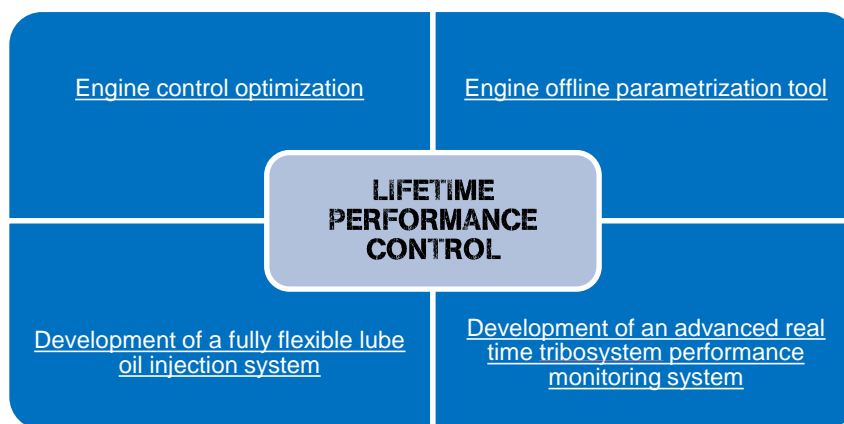 Engine control optimization
Engine offline parametrization tool
LIFETIME
PERFORMANCE
CONTROL
Development of a fully flexible lube
oil injection system
Development of an advanced real
time tribosystem performance
monitoring system